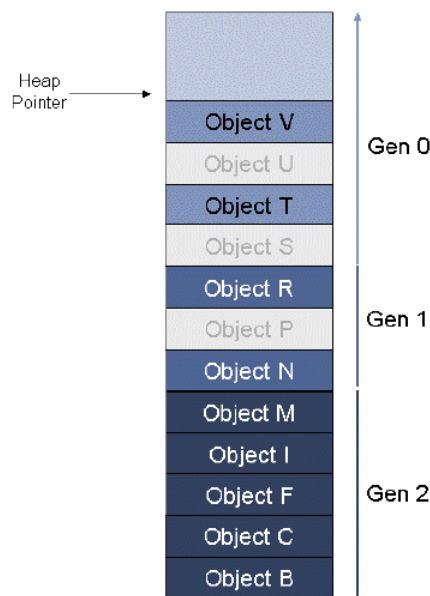 Heap
Pointer
Object V
Object U
Object T
Object S
Gen 0
Object R
Object P
Object N
Gen 1
Object M
Object I
Object F
Object C
Object B
Gen 2